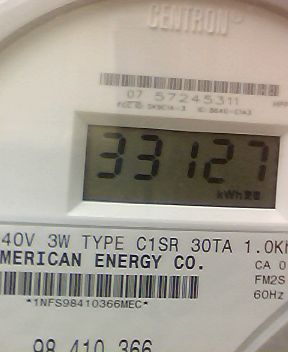 CENTRON®
07 57245311
33127
kWh
40V 3W TYPE C1SR 30TA 1.0Kh
MERICAN ENERGY CO.
CA 0
FM2S
60Hz
*1NFS98410366MEC*
98 410 366